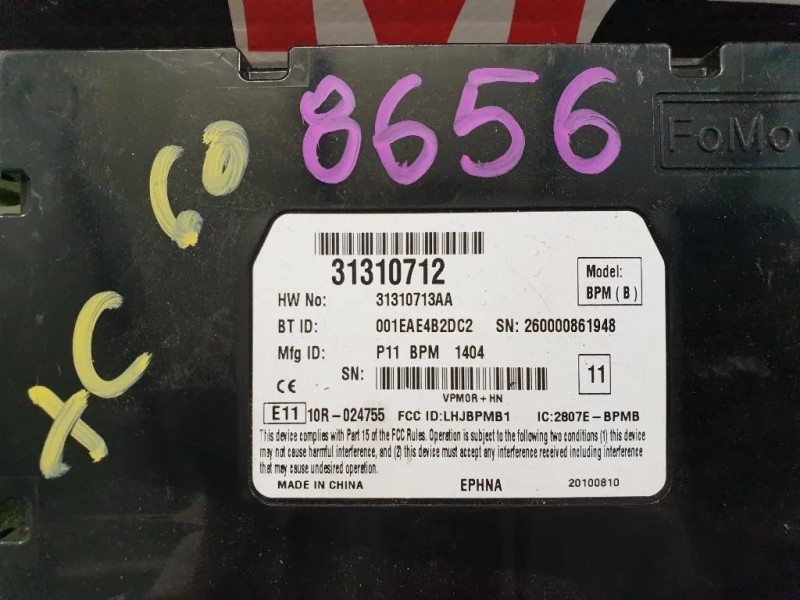 8656
XC 60
FoMoC
31310712
Model:
BPM ( B )
HW No: 31310713AA
BT ID: 001EAE4B2DC2 SN: 260000861948
Mfg ID: P11 BPM 1404
SN:
11
VPM0R + HN
CE
E11 10R - 024755 FCC ID:LHJBPMB1 IC:2807E - BPMB
This device complies with Part 15 of the FCC Rules. Operation is subject to the following two conditions (1) this device
may not cause harmful interference, and (2) this device must accept any interference received including interference
that may cause undesired operation.
MADE IN CHINA EPHNA 20100810